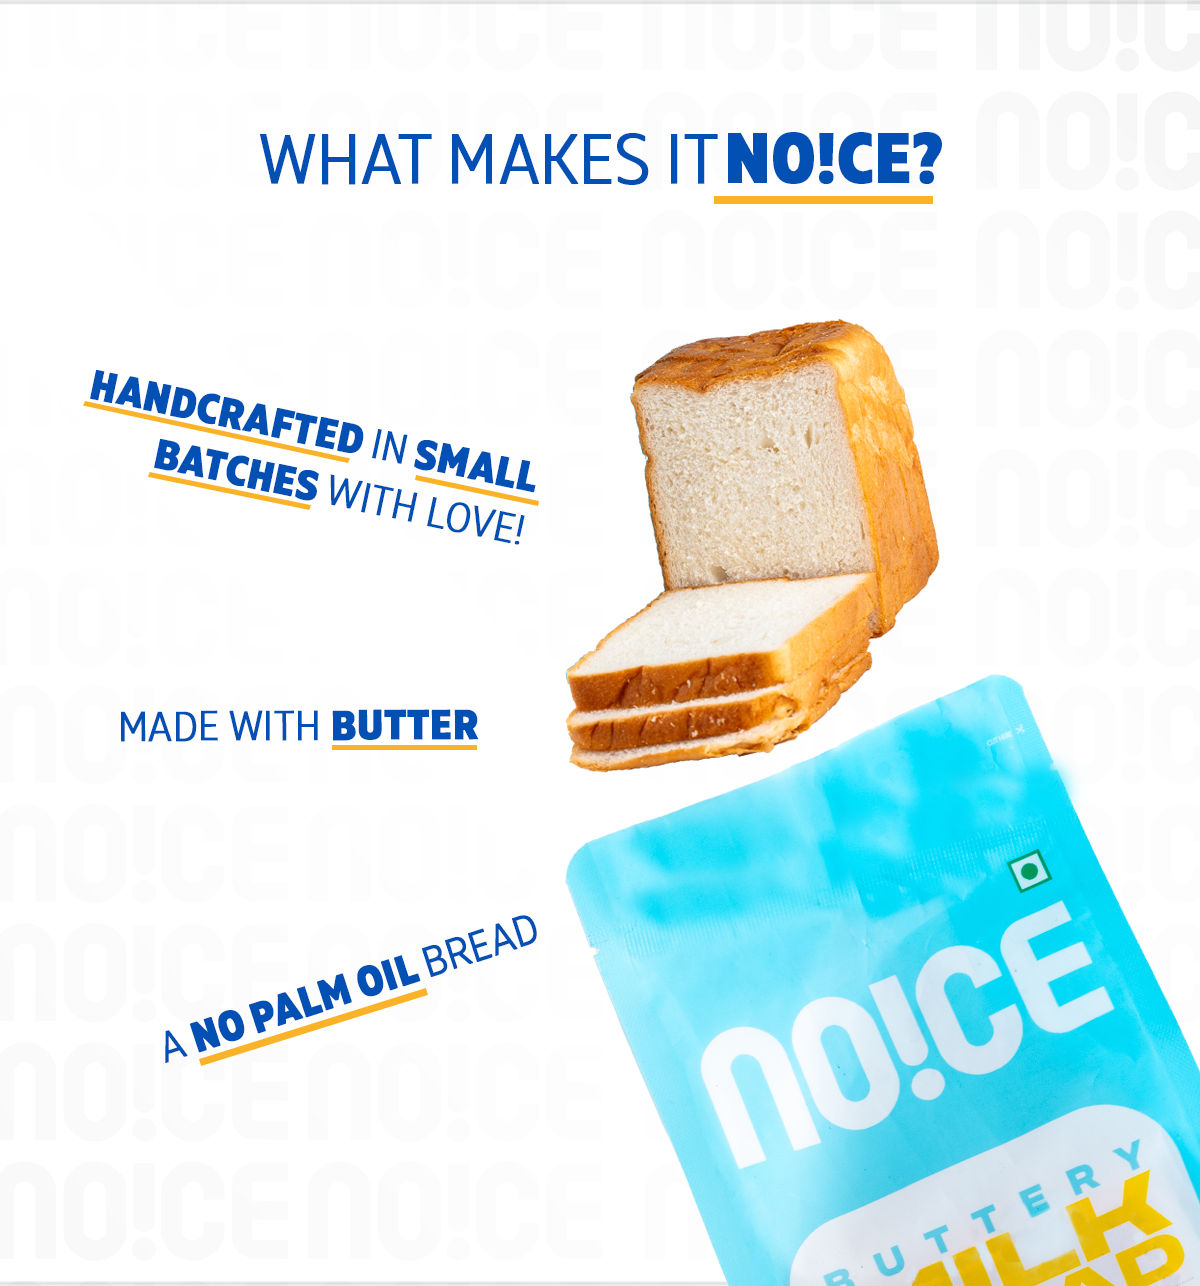 WHAT MAKES IT NO!CE?
HANDCRAFTED IN SMALL
BATCHES WITH LOVE!
MADE WITH BUTTER
A NO PALM OIL BREAD
NO!CE
BUTTERY
MILK